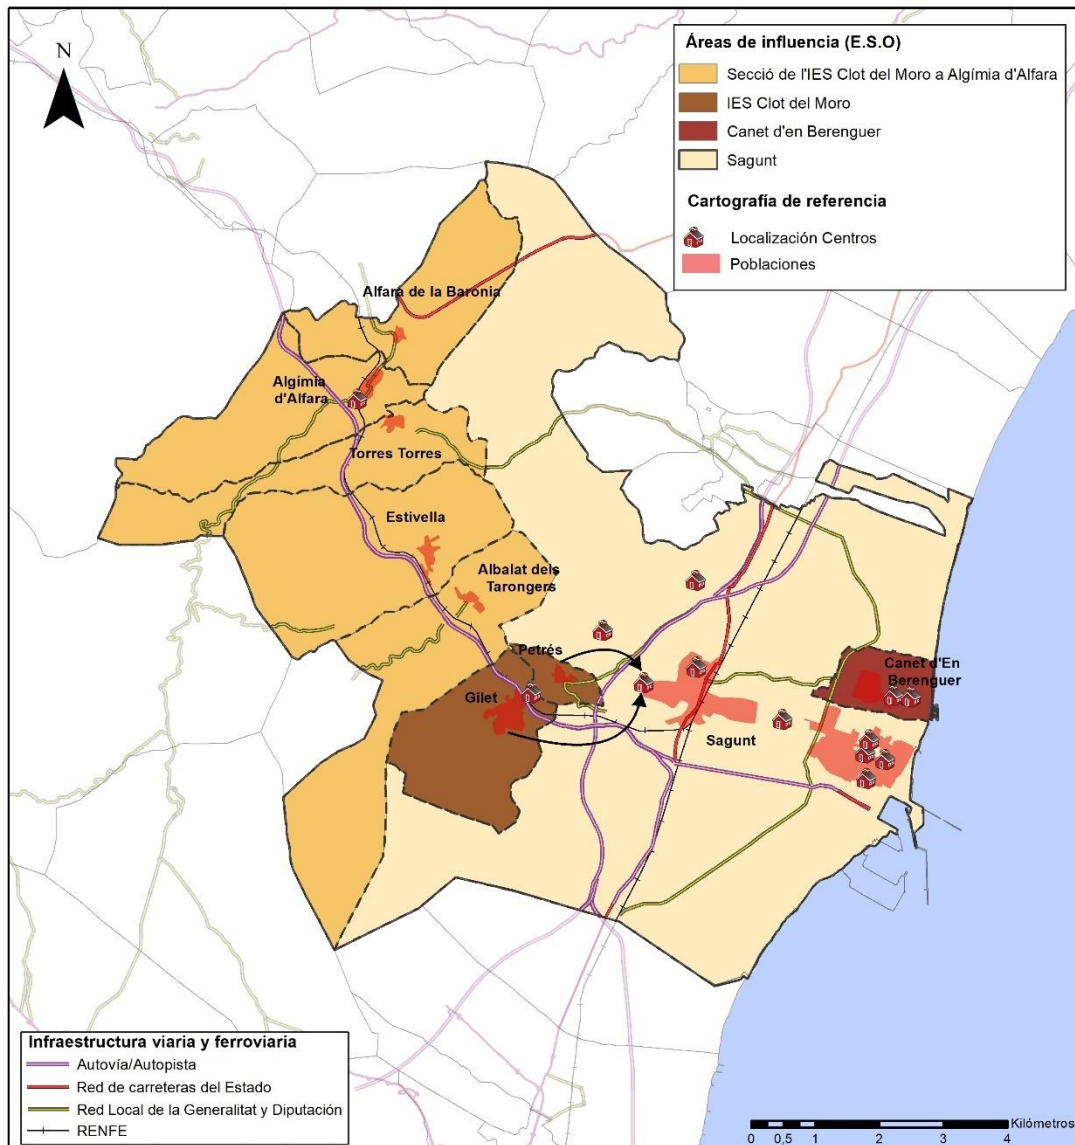 N
Áreas de influencia (E.S.O)
Secció de l'IES Clot del Moro a Algímia d'Alfara
IES Clot del Moro
Canet d'en Berenguer
Sagunt
Cartografía de referencia
Localización Centros
Poblaciones
Alfara de la Baronia
Algímia
d'Alfara
Torres Torres
Estivella
Albalat dels
Tarongers
Petrés
Gilet
Canet d'En
Berenguer
Sagunt
Infraestructura viaria y ferroviaria
Autovía/Autopista
Red de carreteras del Estado
Red Local de la Generalitat y Diputación
RENFE
Kilómetros
0 0,5 1 2 3 4